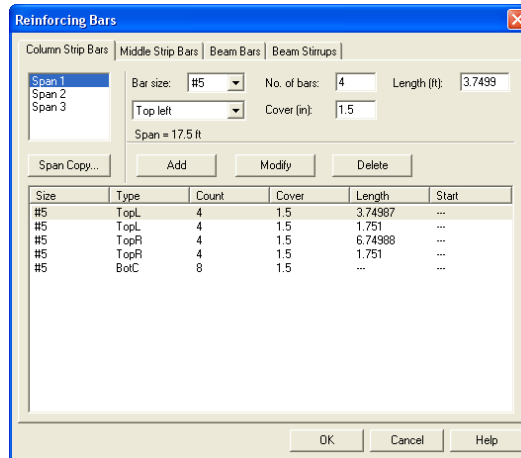 Reinforcing Bars
Column Strip Bars Middle Strip Bars Beam Bars Beam Stirrups
Span 1
Span 2
Span 3
Bar size: #5 No. of bars: 4 Length (ft): 3.7499
Top left Cover (in): 1.5
Span = 17.5 ft
Span Copy... Add Modify Delete
Size Type Count Cover Length Start
#5 TopL 4 1.5 3.74987 ---
#5 TopL 4 1.5 1.751 ---
#5 TopR 4 1.5 6.74988 ---
#5 TopR 4 1.5 1.751 ---
#5 BotC 8 1.5 --- ---
OK Cancel Help